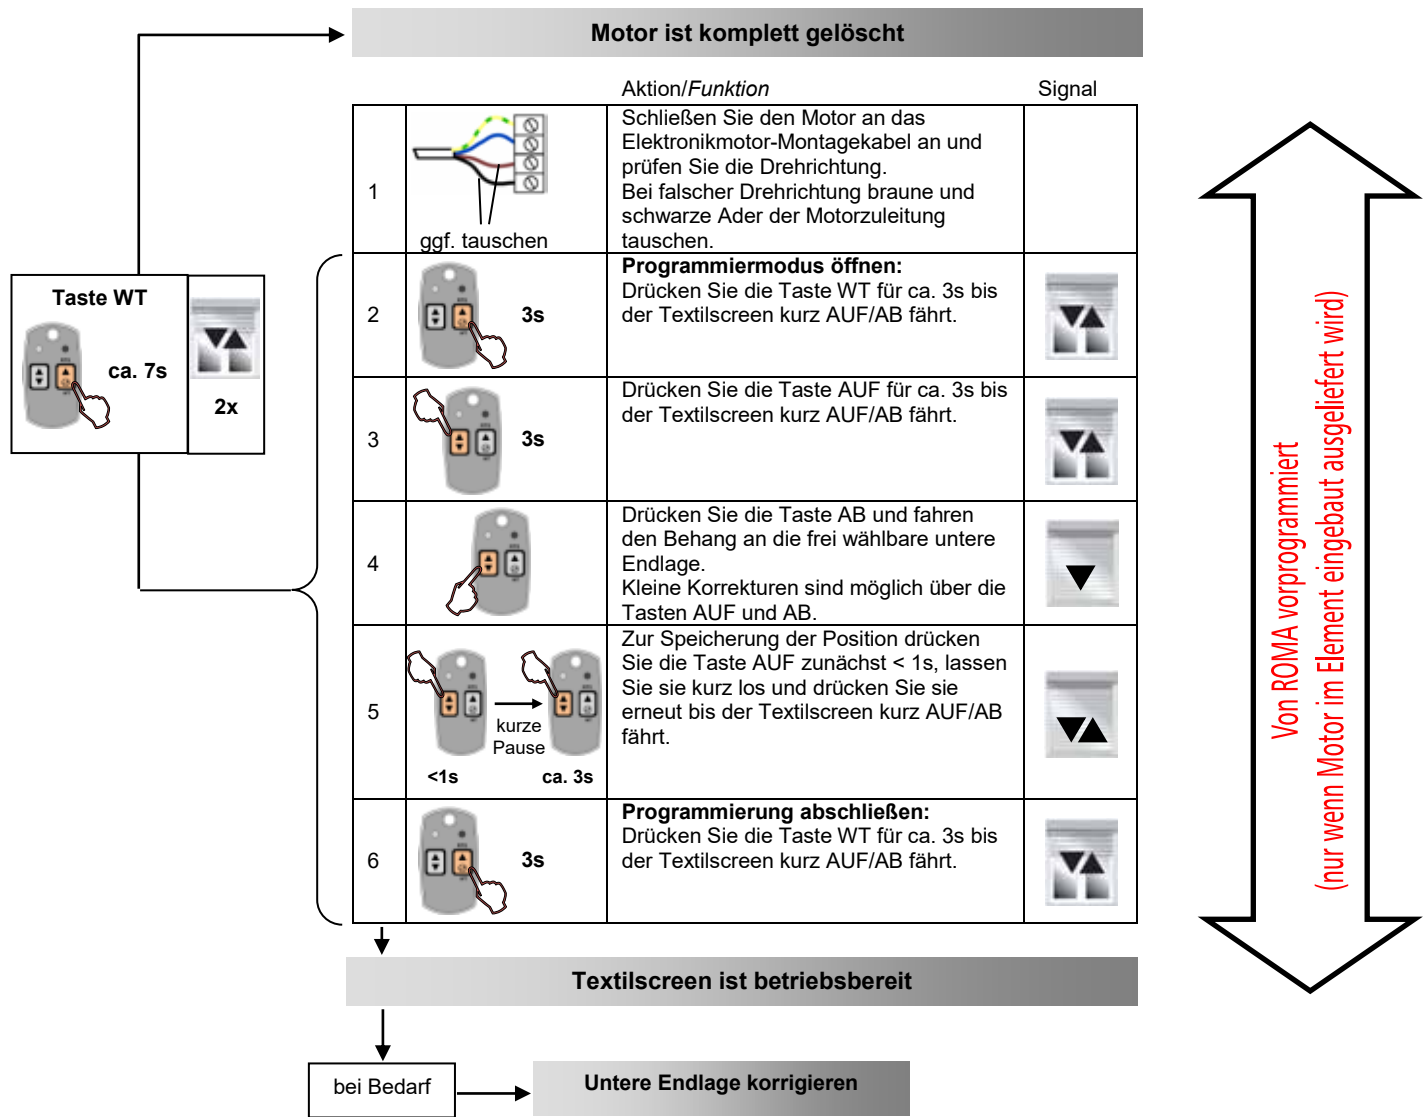 Motor ist komplett gelöscht
Aktion/Funktion
Signal
1
ggf. tauschen
Schließen Sie den Motor an das
Elektronikmotor-Montagekabel an und
prüfen Sie die Drehrichtung.
Bei falscher Drehrichtung braune und
schwarze Ader der Motorzuleitung
tauschen.
Taste WT
ca. 7s
2x
2
3s
Programmiermodus öffnen:
Drücken Sie die Taste WT für ca. 3s bis
der Textilscreen kurz AUF/AB fährt.
3
3s
Drücken Sie die Taste AUF für ca. 3s bis
der Textilscreen kurz AUF/AB fährt.
4
Drücken Sie die Taste AB und fahren
den Behang an die frei wählbare untere
Endlage.
Kleine Korrekturen sind möglich über die
Tasten AUF und AB.
5
kurze
Pause
<1s
ca. 3s
Zur Speicherung der Position drücken
Sie die Taste AUF zunächst < 1s, lassen
Sie sie kurz los und drücken Sie sie
erneut bis der Textilscreen kurz AUF/AB
fährt.
6
3s
Programmierung abschließen:
Drücken Sie die Taste WT für ca. 3s bis
der Textilscreen kurz AUF/AB fährt.
Von ROMA vorprogrammiert
(nur wenn Motor im Element eingebaut ausgeliefert wird)
Textilscreen ist betriebsbereit
bei Bedarf
Untere Endlage korrigieren